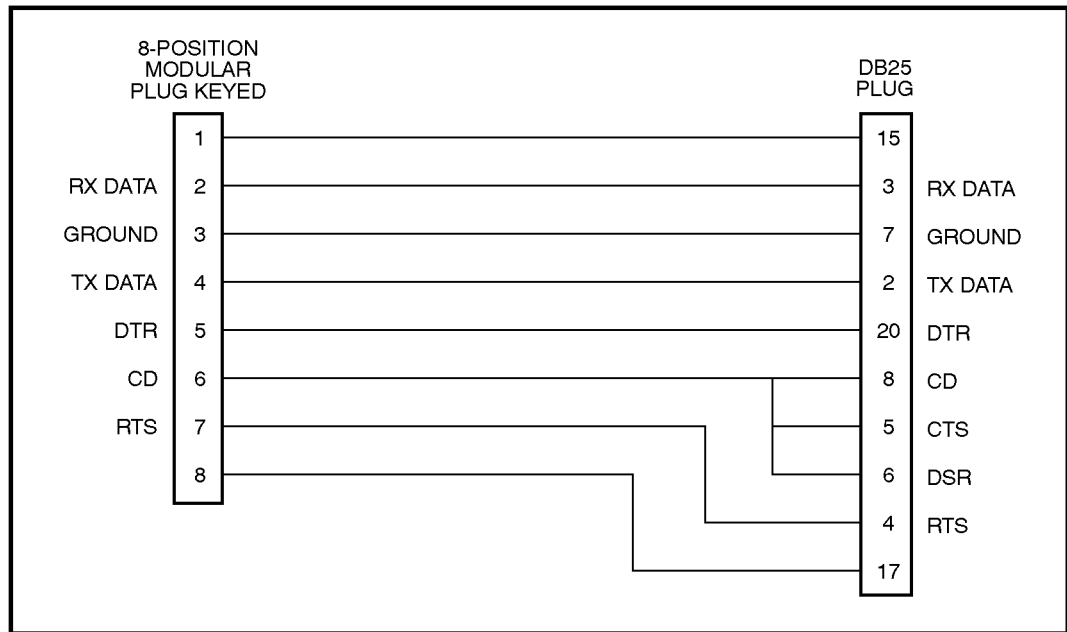 8-POSITION
MODULAR
PLUG KEYED
DB25
PLUG
1 15
RX DATA 2 3 RX DATA
GROUND 3 7 GROUND
TX DATA 4 2 TX DATA
DTR 5 20 DTR
CD 6 8 CD
RTS 7 5 CTS
8 6 DSR
4 RTS
17